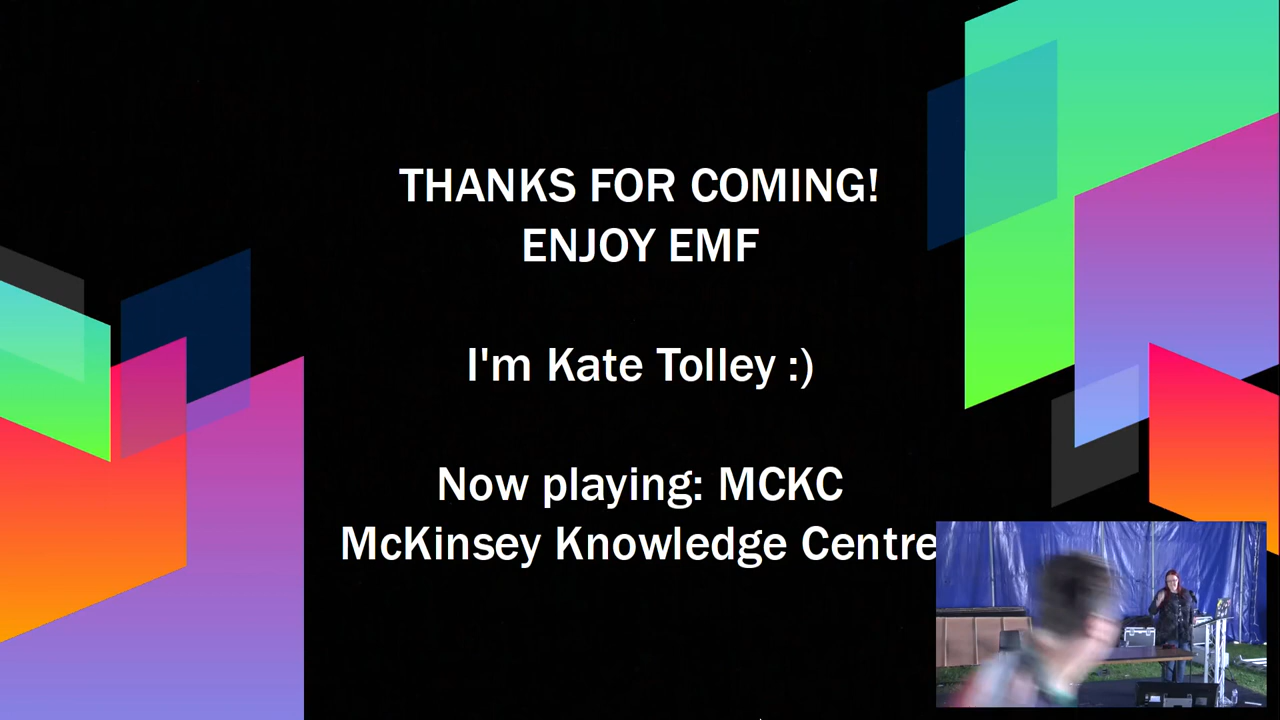 THANKS FOR COMING!
ENJOY EMF
I'm Kate Tolley :)
Now playing: MCKC
McKinsey Knowledge Centre